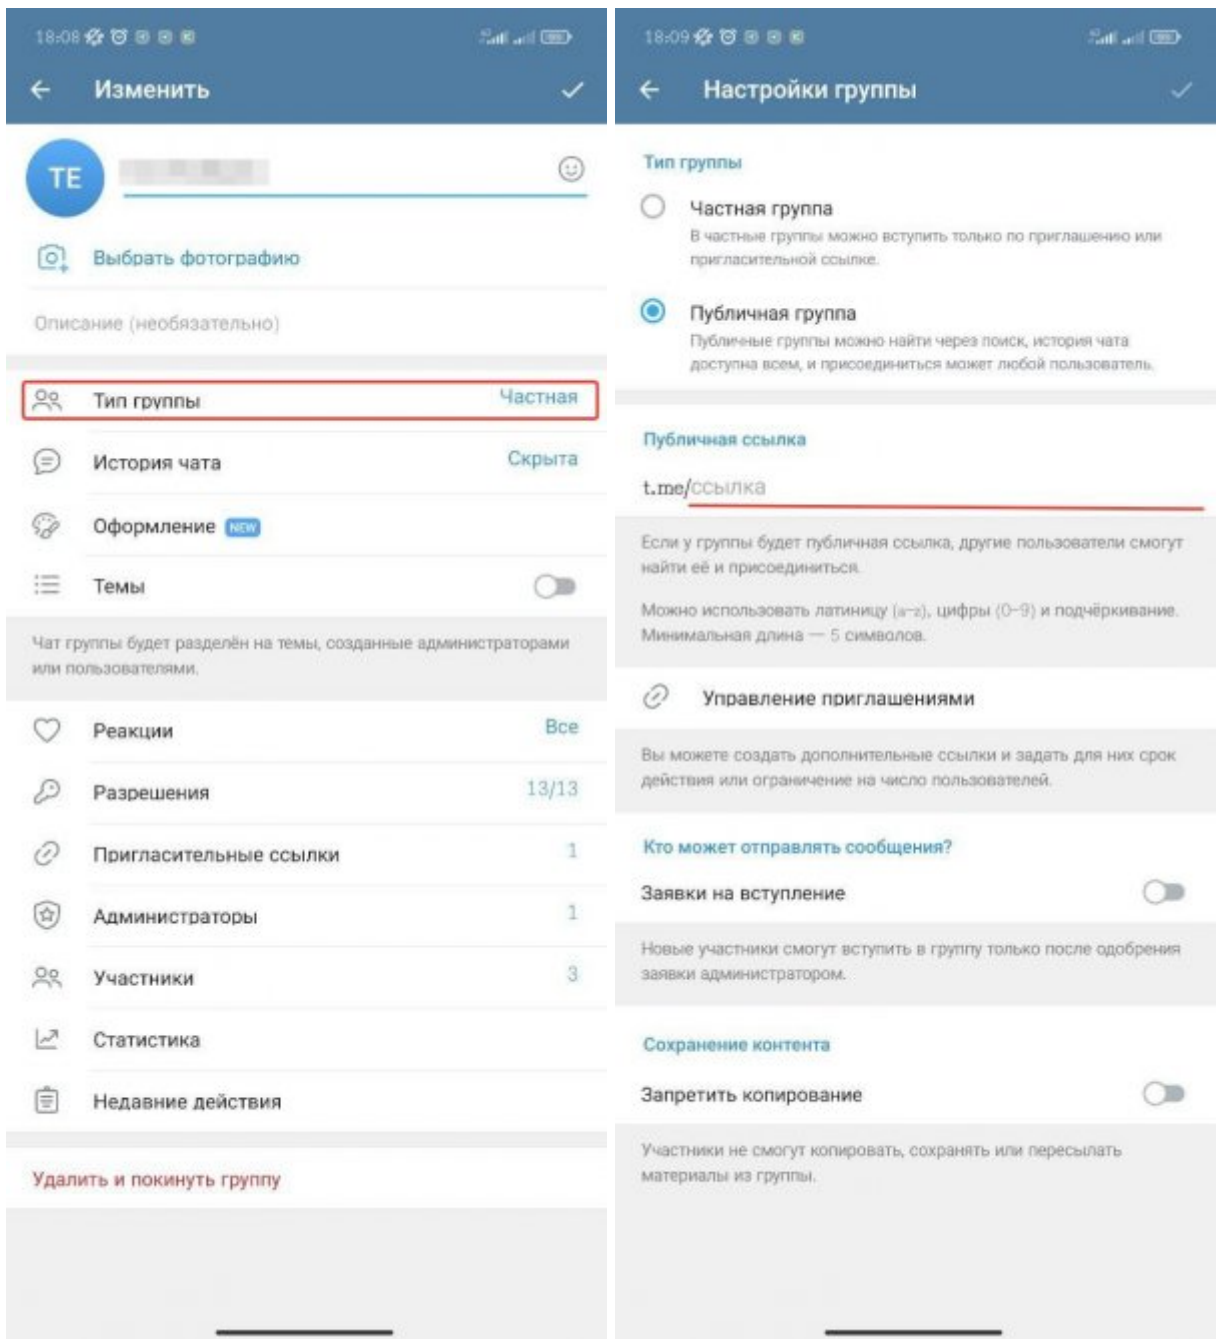 18:08
Изменить
TE
Выбрать фотографию
Описание (необязательно)
Тип группы
Частная
История чата
Скрыта
Оформление NEW
Темы
Чат группы будет разделён на темы, созданные администраторами
или пользователями.
Реакции
Все
Разрешения
13/13
Пригласительные ссылки
1
Администраторы
1
Участники
3
Статистика
Недавние действия
Удалить и покинуть группу
18:09
Настройки группы
Тип группы
Частная группа
В частные группы можно вступить только по приглашению или
пригласительной ссылке.
Публичная группа
Публичные группы можно найти через поиск, история чата
доступна всем, и присоединиться может любой пользователь.
Публичная ссылка
t.me/ссылка
Если у группы будет публичная ссылка, другие пользователи смогут
найти её и присоединиться.
Можно использовать латиницу (a–z), цифры (0–9) и подчёркивание.
Минимальная длина — 5 символов.
Управление приглашениями
Вы можете создать дополнительные ссылки и задать для них срок
действия или ограничение на число пользователей.
Кто может отправлять сообщения?
Заявки на вступление
Новые участники смогут вступить в группу только после одобрения
заявки администратором.
Сохранение контента
Запретить копирование
Участники не смогут копировать, сохранять или пересылать
материалы из группы.